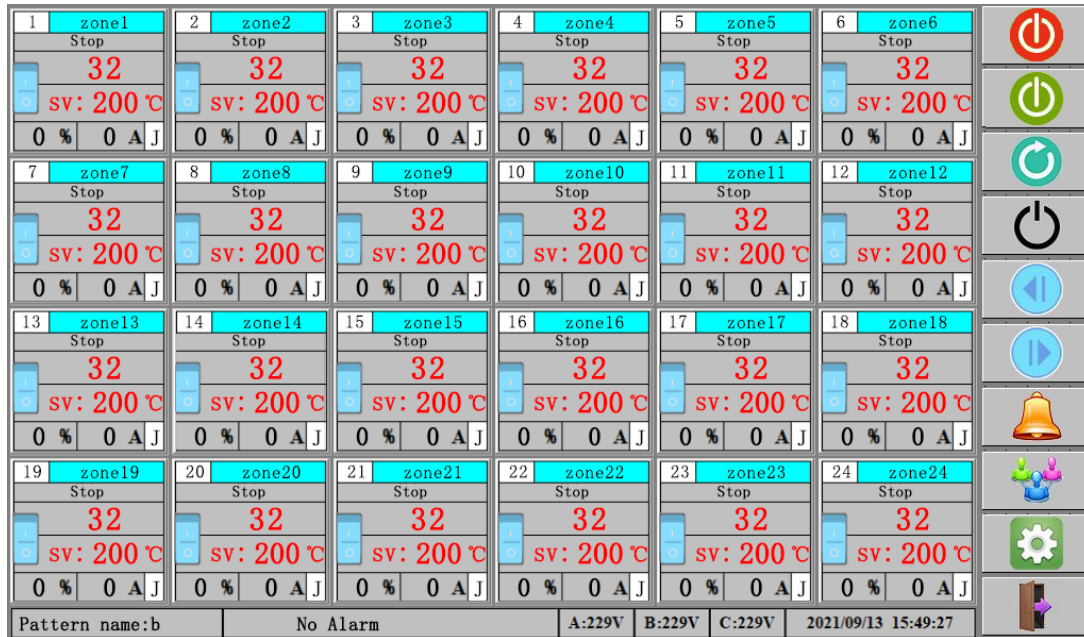 1 zone1 2 zone2 3 zone3 4 zone4 5 zone5 6 zone6
Stop Stop Stop Stop Stop Stop
32 32 32 32 32 32
sv: 200 ℃ sv: 200 ℃ sv: 200 ℃ sv: 200 ℃ sv: 200 ℃ sv: 200 ℃
0 % 0 A J 0 % 0 A J 0 % 0 A J 0 % 0 A J 0 % 0 A J 0 % 0 A J
7 zone7 8 zone8 9 zone9 10 zone10 11 zone11 12 zone12
Stop Stop Stop Stop Stop Stop
32 32 32 32 32 32
sv: 200 ℃ sv: 200 ℃ sv: 200 ℃ sv: 200 ℃ sv: 200 ℃ sv: 200 ℃
0 % 0 A J 0 % 0 A J 0 % 0 A J 0 % 0 A J 0 % 0 A J 0 % 0 A J
13 zone13 14 zone14 15 zone15 16 zone16 17 zone17 18 zone18
Stop Stop Stop Stop Stop Stop
32 32 32 32 32 32
sv: 200 ℃ sv: 200 ℃ sv: 200 ℃ sv: 200 ℃ sv: 200 ℃ sv: 200 ℃
0 % 0 A J 0 % 0 A J 0 % 0 A J 0 % 0 A J 0 % 0 A J 0 % 0 A J
19 zone19 20 zone20 21 zone21 22 zone22 23 zone23 24 zone24
Stop Stop Stop Stop Stop Stop
32 32 32 32 32 32
sv: 200 ℃ sv: 200 ℃ sv: 200 ℃ sv: 200 ℃ sv: 200 ℃ sv: 200 ℃
0 % 0 A J 0 % 0 A J 0 % 0 A J 0 % 0 A J 0 % 0 A J 0 % 0 A J
Pattern name:b No Alarm A:229V B:229V C:229V 2021/09/13 15:49:27